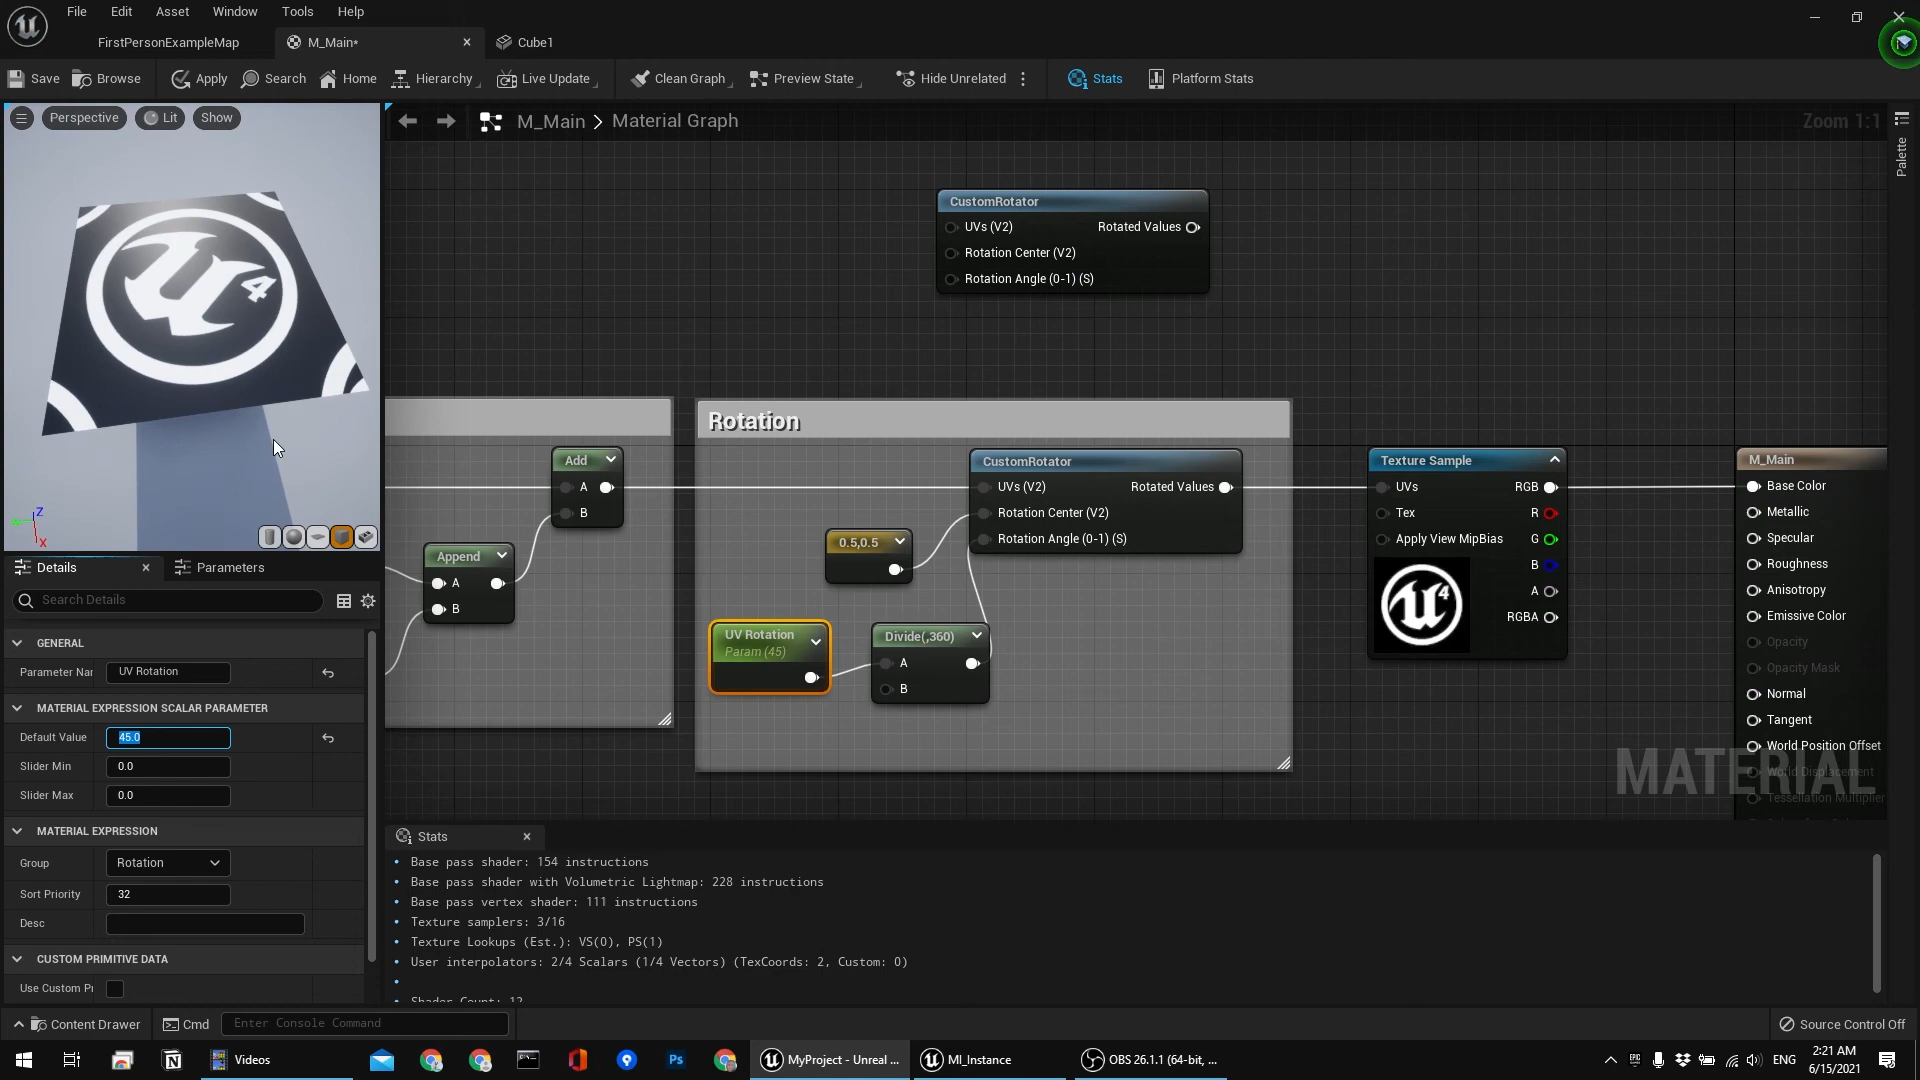 File Edit Asset Window Tools Help
FirstPersonExampleMap M_Main* Cube1
Save Browse Apply Search Home Hierarchy Live Update Clean Graph Preview State Hide Unrelated Stats Platform Stats
Perspective Lit Show
M_Main > Material Graph
Zoom 1:1
Palette
CustomRotator
UVs (V2) Rotated Values
Rotation Center (V2)
Rotation Angle (0-1) (S)
Rotation
Add
A
B
Append
A
B
CustomRotator
UVs (V2) Rotated Values
Rotation Center (V2)
Rotation Angle (0-1) (S)
0.5,0.5
UV Rotation
Param (45)
Divide(,360)
A
B
Texture Sample
UVs RGB
Tex R
Apply View MipBias G
B
A
RGBA
M_Main
Base Color
Metallic
Specular
Roughness
Anisotropy
Emissive Color
Opacity
Opacity Mask
Normal
Tangent
World Position Offset
World Displacement
Tessellation Multiplier
MATERIAL
Z
X
Details Parameters
Search Details
GENERAL
Parameter Nar UV Rotation
MATERIAL EXPRESSION SCALAR PARAMETER
Default Value 45.0
Slider Min 0.0
Slider Max 0.0
MATERIAL EXPRESSION
Group Rotation
Sort Priority 32
Desc
CUSTOM PRIMITIVE DATA
Use Custom Pr
Stats
Base pass shader: 154 instructions
Base pass shader with Volumetric Lightmap: 228 instructions
Base pass vertex shader: 111 instructions
Texture samplers: 3/16
Texture Lookups (Est.): VS(0), PS(1)
User interpolators: 2/4 Scalars (1/4 Vectors) (TexCoords: 2, Custom: 0)
Shader Count: 12
Content Drawer Cmd Enter Console Command Source Control Off
Videos MyProject - Unreal ... MI_Instance OBS 26.1.1 (64-bit, ... ENG 2:21 AM
6/15/2021